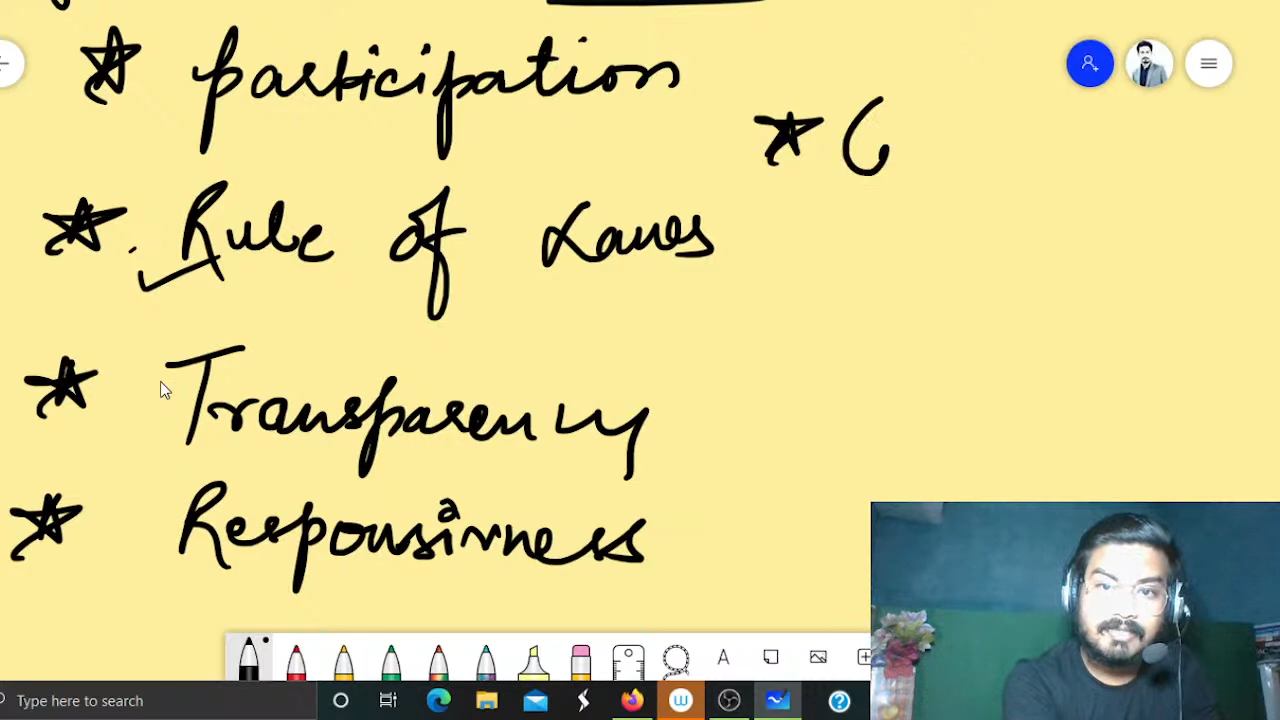 participation
C
Rule of Laws
Transparency
Responsivness
A
Type here to search